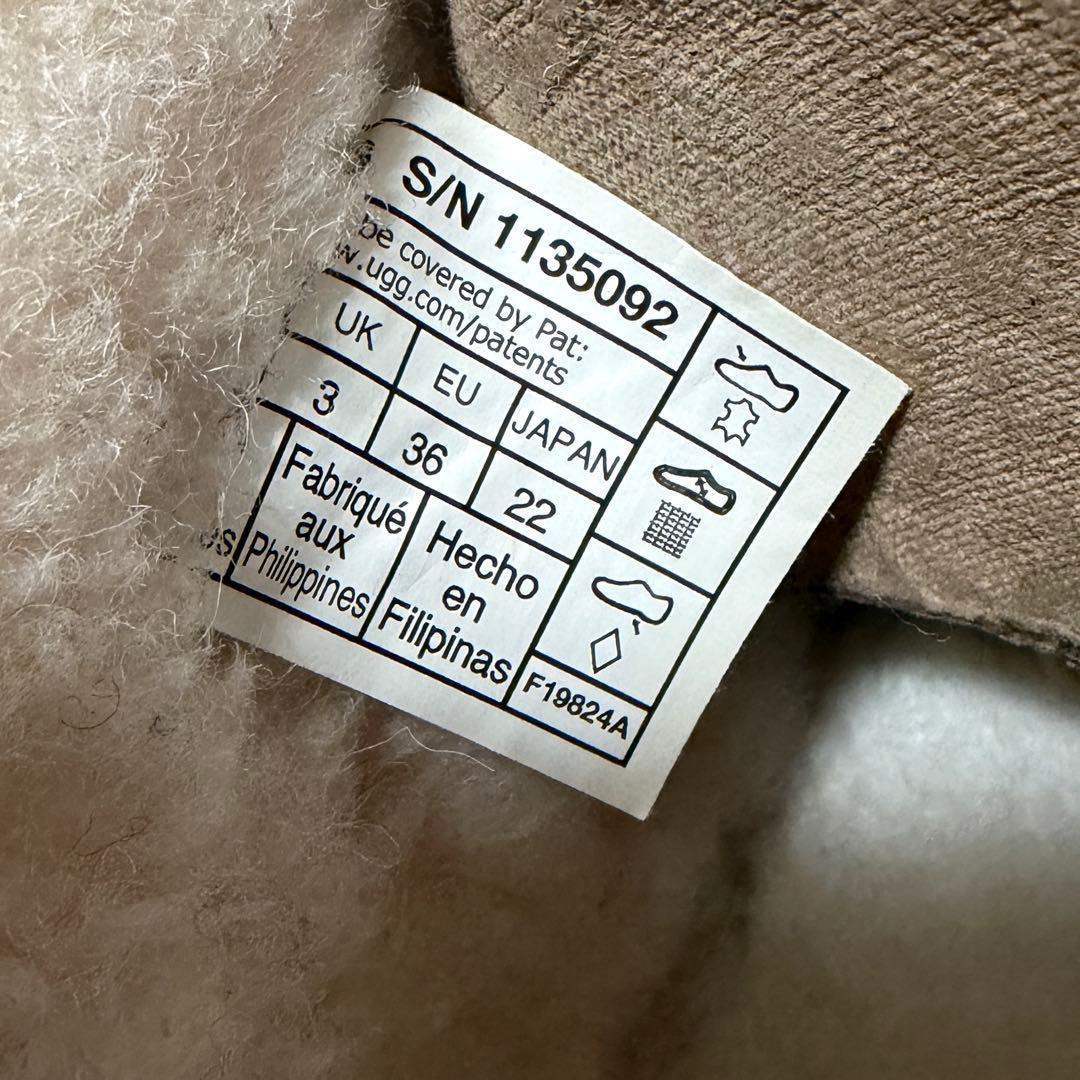 S/N 1135092
be covered by Pat:
w.ugg.com/patents
UK EU JAPAN
3 36 22
Fabriqué
aux
Philippines
Hecho
en
Filipinas
F19824A